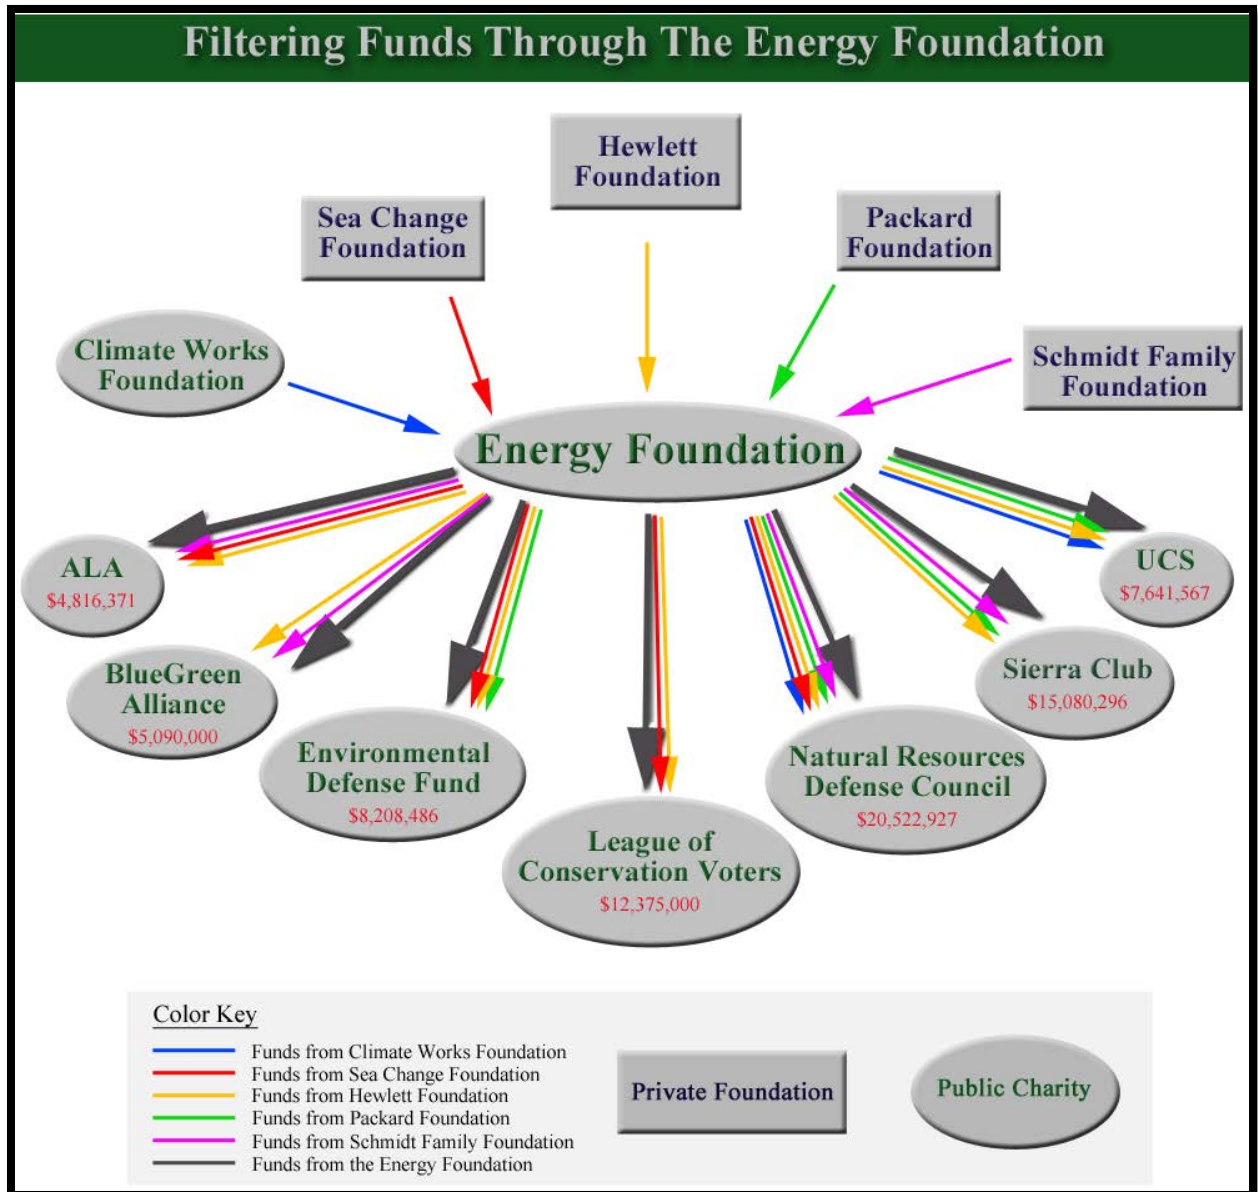 Filtering Funds Through The Energy Foundation
Hewlett
Foundation
Sea Change
Foundation
Packard
Foundation
Climate Works
Foundation
Schmidt Family
Foundation
Energy Foundation
ALA
$4,816,371
UCS
$7,641,567
BlueGreen
Alliance
$5,090,000
Sierra Club
$15,080,296
Environmental
Defense Fund
$8,208,486
Natural Resources
Defense Council
$20,522,927
League of
Conservation Voters
$12,375,000
Color Key
Funds from Climate Works Foundation
Funds from Sea Change Foundation
Funds from Hewlett Foundation
Funds from Packard Foundation
Funds from Schmidt Family Foundation
Funds from the Energy Foundation
Private Foundation
Public Charity